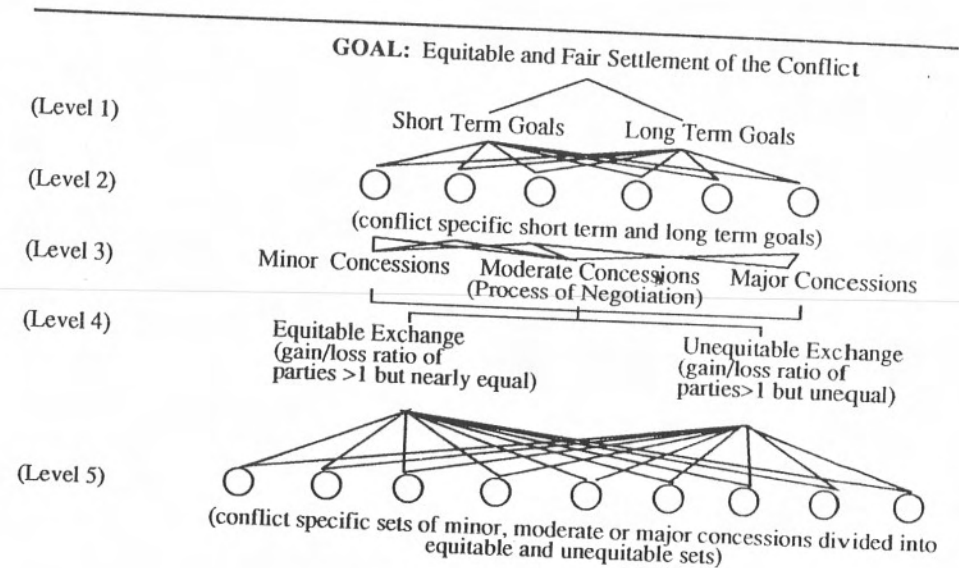 GOAL: Equitable and Fair Settlement of the Conflict
(Level 1)
Short Term Goals Long Term Goals
(Level 2)
(conflict specific short term and long term goals)
(Level 3)
Minor Concessions Moderate Concessions Major Concessions
(Process of Negotiation)
(Level 4)
Equitable Exchange
(gain/loss ratio of
parties >1 but nearly equal)
Unequitable Exchange
(gain/loss ratio of
parties>1 but unequal)
(Level 5)
(conflict specific sets of minor, moderate or major concessions divided into
equitable and unequitable sets)